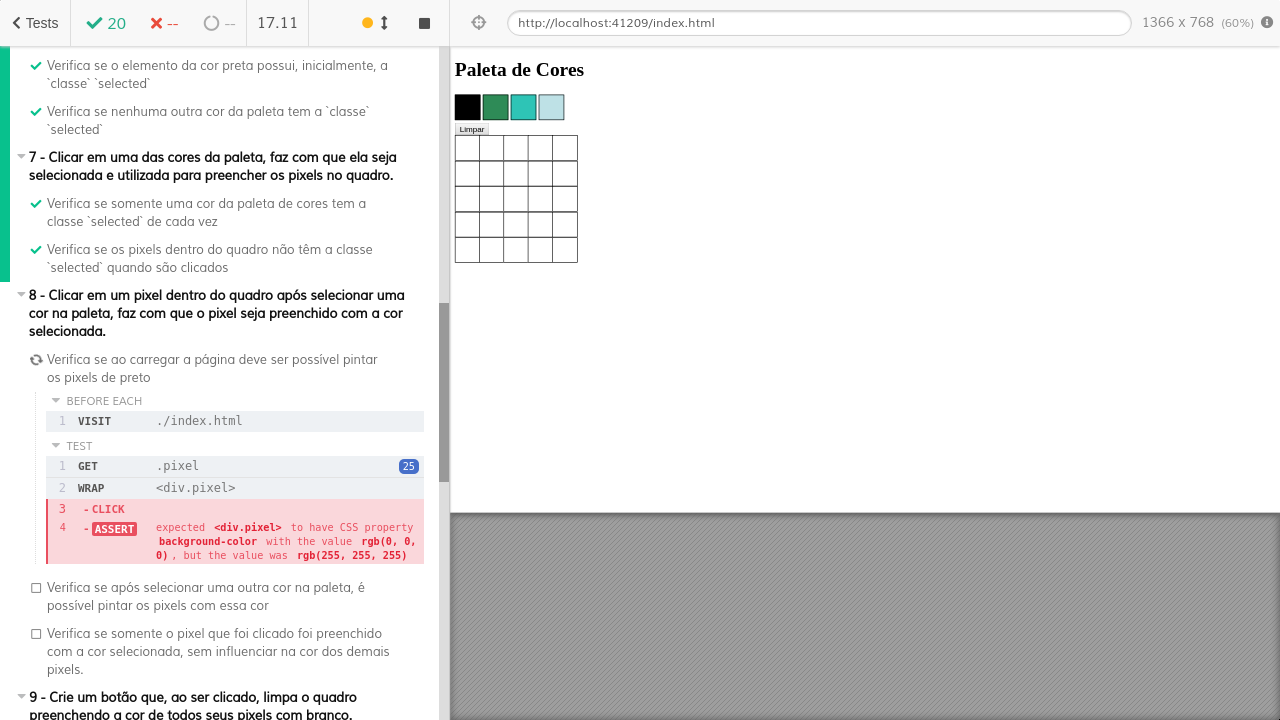 Tests 20 -- -- 17.11
http://localhost:41209/index.html 1366 x 768 (60%)
Verifica se o elemento da cor preta possui, inicialmente, a
`classe` `selected`
Verifica se nenhuma outra cor da paleta tem a `classe`
`selected`
7 - Clicar em uma das cores da paleta, faz com que ela seja
selecionada e utilizada para preencher os pixels no quadro.
Verifica se somente uma cor da paleta de cores tem a
classe `selected` de cada vez
Verifica se os pixels dentro do quadro não têm a classe
`selected` quando são clicados
8 - Clicar em um pixel dentro do quadro após selecionar uma
cor na paleta, faz com que o pixel seja preenchido com a cor
selecionada.
Verifica se ao carregar a página deve ser possível pintar
os pixels de preto
BEFORE EACH
1 VISIT ./index.html
TEST
1 GET .pixel 25
2 WRAP <div.pixel>
3 - CLICK
4 - ASSERT expected <div.pixel> to have CSS property
background-color with the value rgb(0, 0,
0), but the value was rgb(255, 255, 255)
Verifica se após selecionar uma outra cor na paleta, é
possível pintar os pixels com essa cor
Verifica se somente o pixel que foi clicado foi preenchido
com a cor selecionada, sem influenciar na cor dos demais
pixels.
9 - Crie um botão que, ao ser clicado, limpa o quadro
preenchendo a cor de todos seus pixels com branco.
Paleta de Cores
Limpar